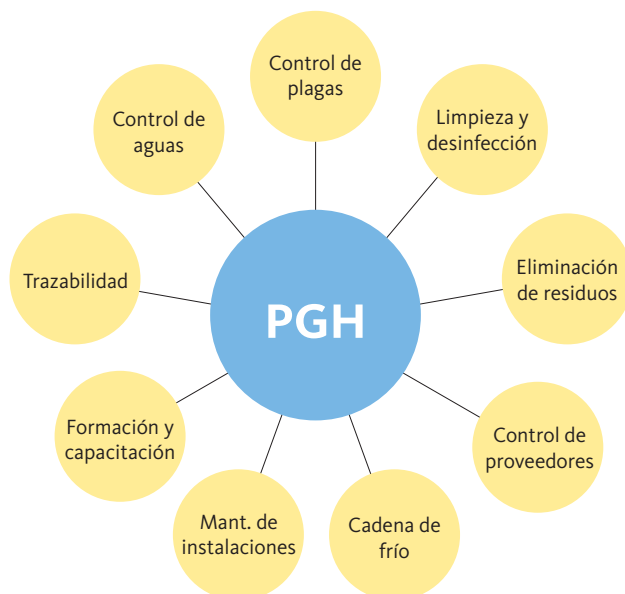 Control de
plagas
Limpieza y
desinfección
Control de
aguas
Eliminación
de residuos
Trazabilidad
PGH
Formación y
capacitación
Control de
proveedores
Mant. de
instalaciones
Cadena de
frío